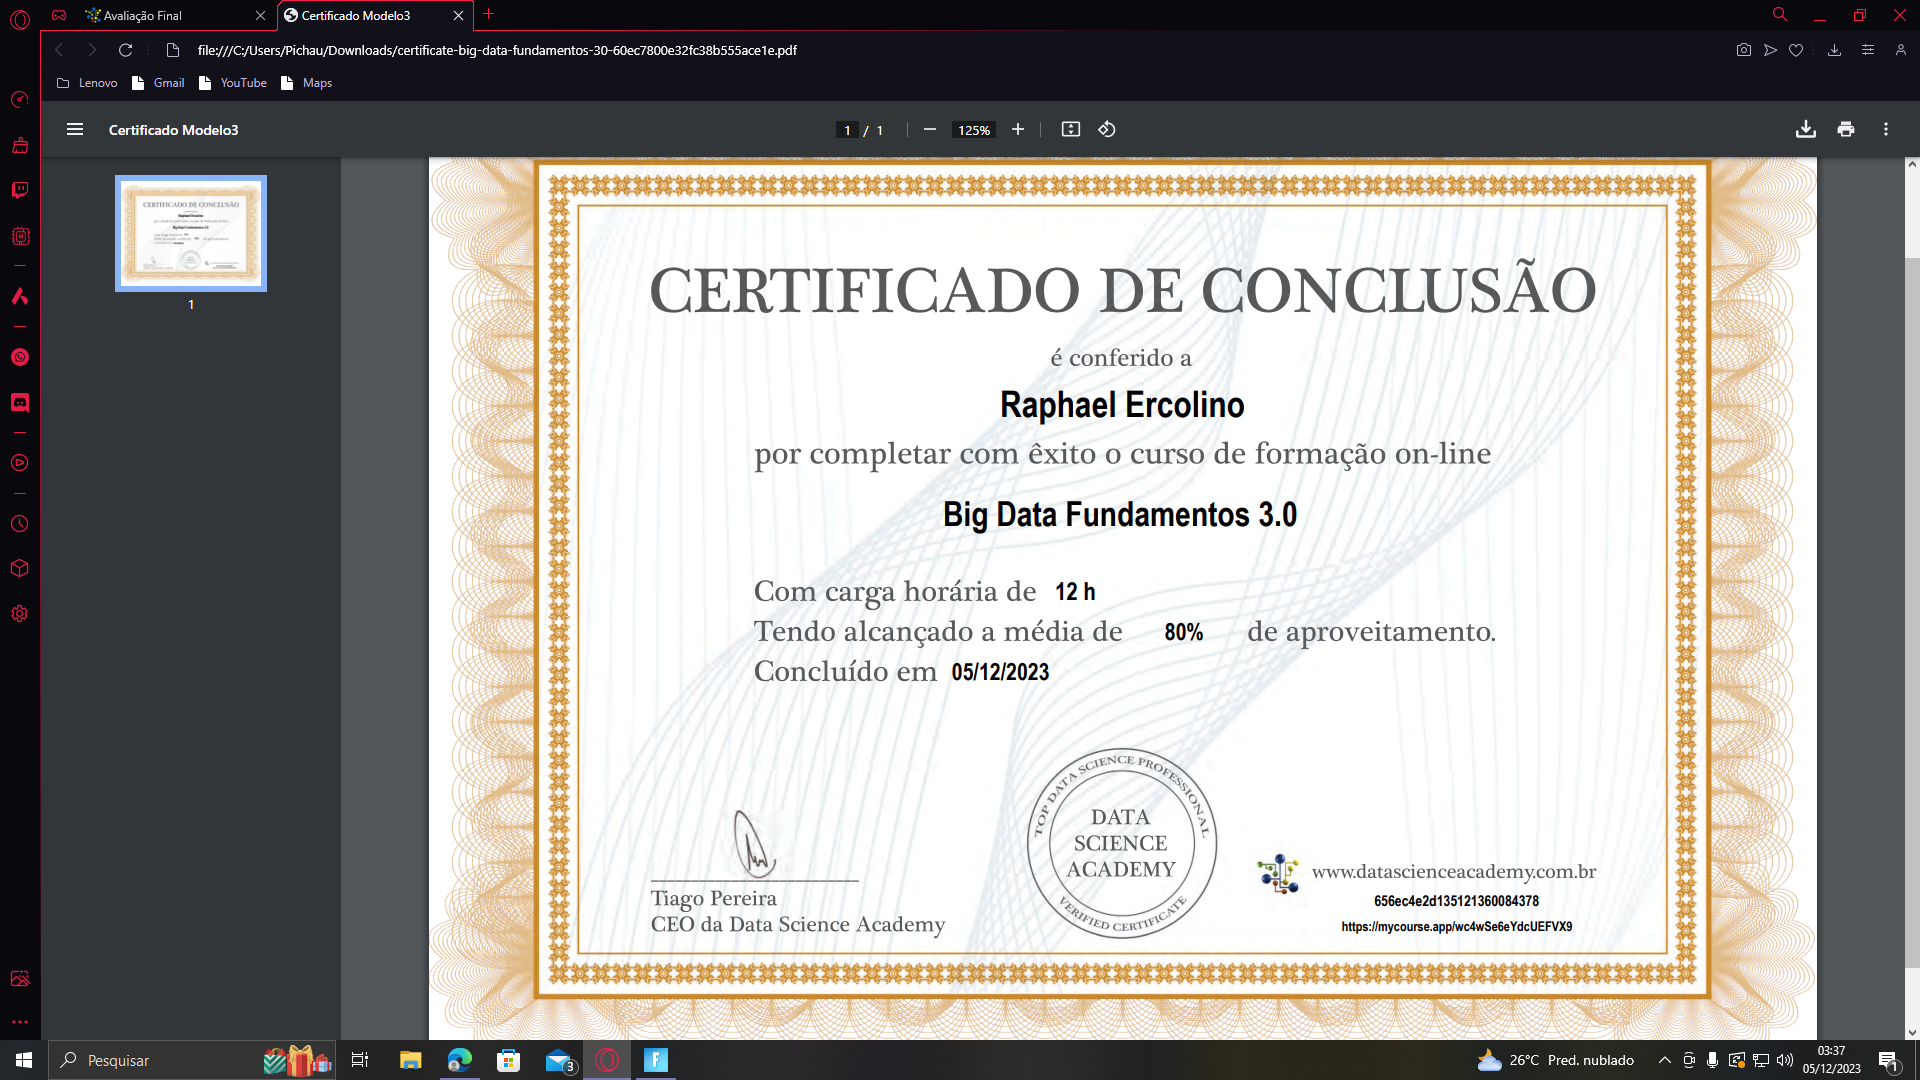 Avaliação Final
Certificado Modelo3
file:///C:/Users/Pichau/Downloads/certificate-big-data-fundamentos-30-60ec7800e32fc38b555ace1e.pdf
Lenovo
Gmail
YouTube
Maps
Certificado Modelo3
1 / 1
125%
1
CERTIFICADO DE CONCLUSÃO
é conferido a
Raphael Ercolino
por completar com êxito o curso de formação on-line
Big Data Fundamentos 3.0
Com carga horária de 12 h
Tendo alcançado a média de 80% de aproveitamento.
Concluído em 05/12/2023
TOP DATA SCIENCE PROFESSIONAL
DATA
SCIENCE
ACADEMY
VERIFIED CERTIFICATE
Tiago Pereira
CEO da Data Science Academy
www.datascienceacademy.com.br
656ec4e2d135121360084378
https://mycourse.app/wc4wSe6eYdcUEFVX9
Pesquisar
3
F
26°C Pred. nublado
03:37
05/12/2023
1